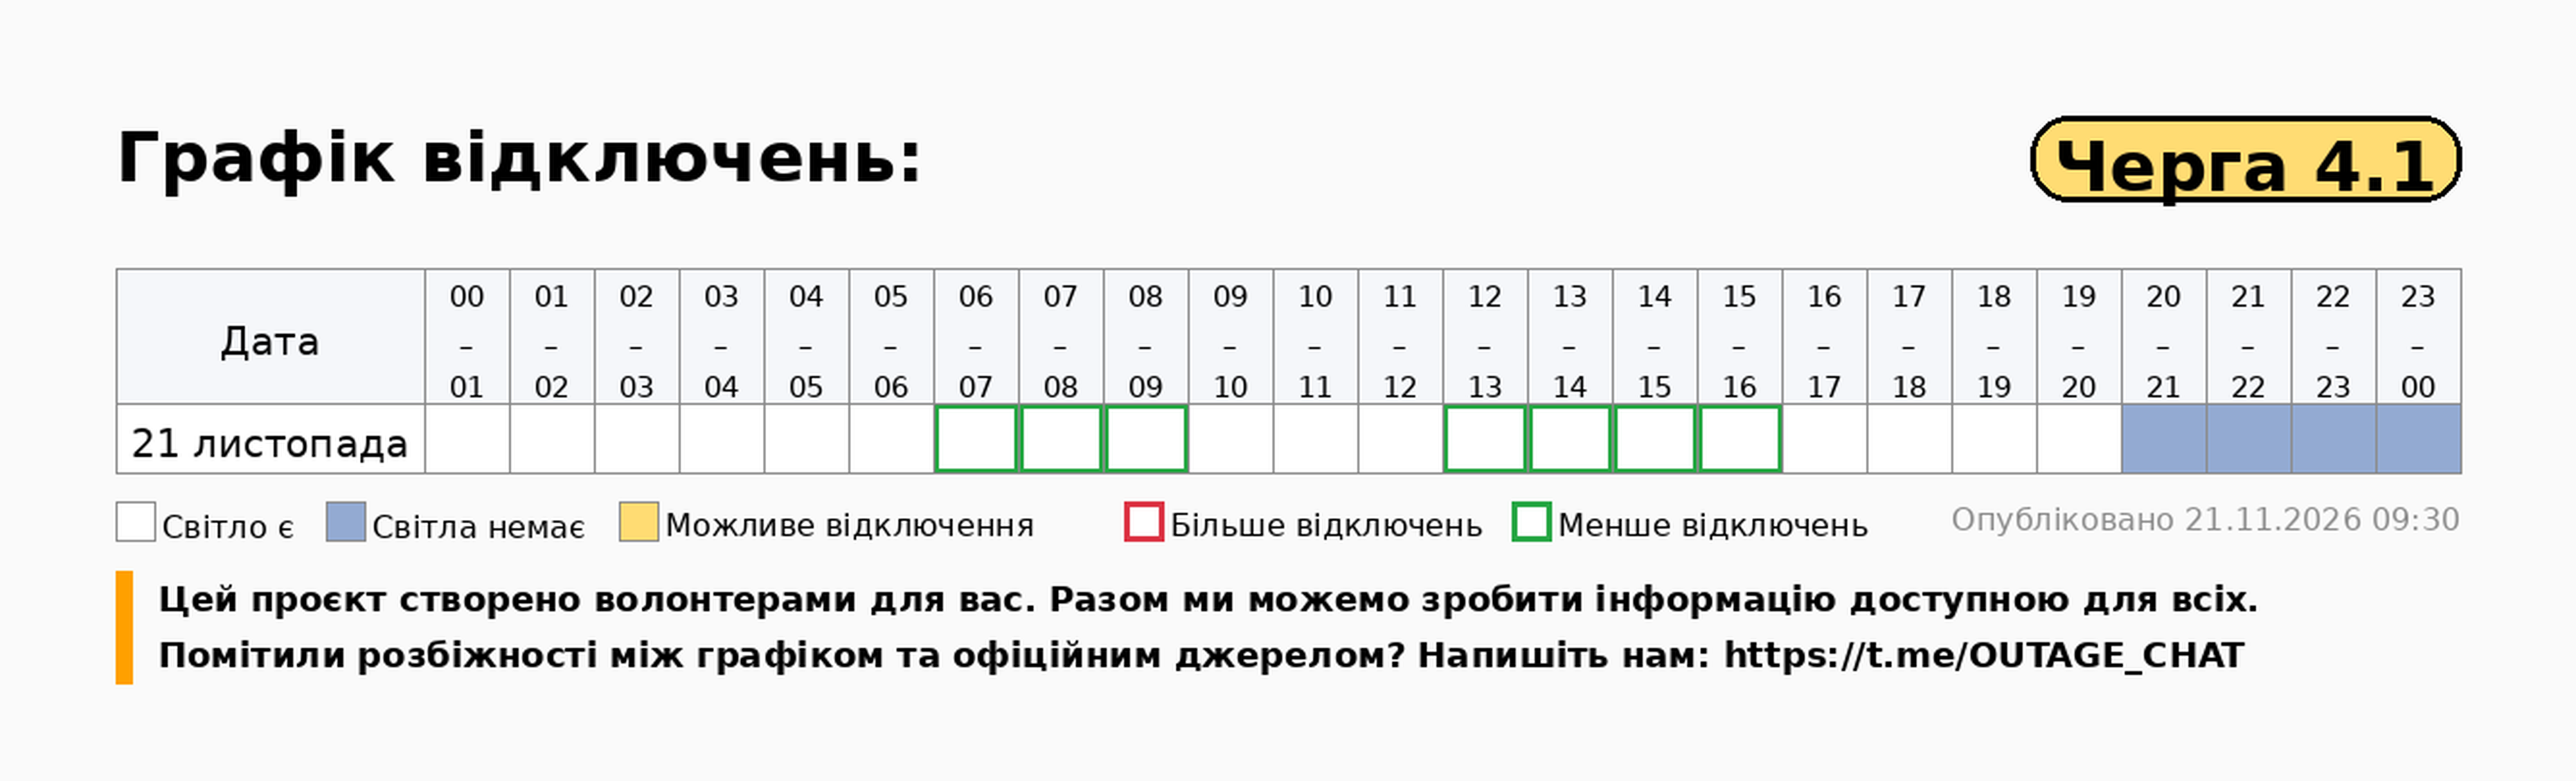 Графік відключень:
Черга 4.1
Дата 00–01 01–02 02–03 03–04 04–05 05–06 06–07 07–08 08–09 09–10 10–11 11–12 12–13 13–14 14–15 15–16 16–17 17–18 18–19 19–20 20–21 21–22 22–23 23–00
21 листопада
Світло є Світла немає Можливе відключення Більше відключень Менше відключень Опубліковано 21.11.2026 09:30
Цей проєкт створено волонтерами для вас. Разом ми можемо зробити інформацію доступною для всіх.
Помітили розбіжності між графіком та офіційним джерелом? Напишіть нам: https://t.me/OUTAGE_CHAT